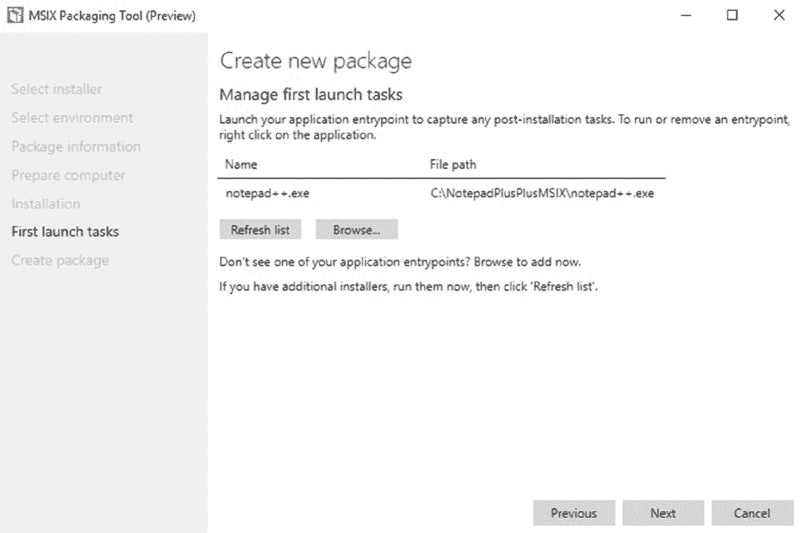 MSIX Packaging Tool (Preview)
Create new package
Select installer
Select environment
Package information
Prepare computer
Installation
First launch tasks
Create package
Manage first launch tasks
Launch your application entrypoint to capture any post-installation tasks. To run or remove an entrypoint,
right click on the application.
Name File path
notepad++.exe C:\NotepadPlusPlusMSIX\notepad++.exe
Refresh list Browse...
Don't see one of your application entrypoints? Browse to add now.
If you have additional installers, run them now, then click 'Refresh list'.
Previous Next Cancel